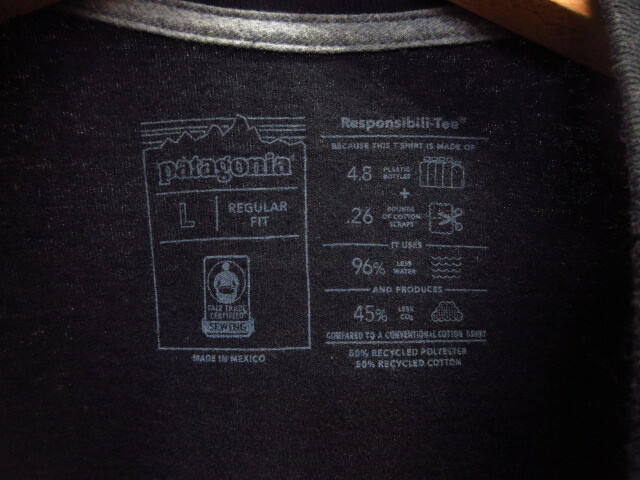 patagonia
L
REGULAR
FIT
FAIR TRADE
CERTIFIED
SEWING
MADE IN MEXICO
Responsibili-Tee®
BECAUSE THIS T-SHIRT IS MADE OF
4.8 PLASTIC
BOTTLES
+
.26 POUNDS
OF COTTON
SCRAPS
IT USES
96% LESS
WATER
AND PRODUCES
45% LESS
CO₂
COMPARED TO A CONVENTIONAL COTTON T-SHIRT
50% RECYCLED POLYESTER
50% RECYCLED COTTON